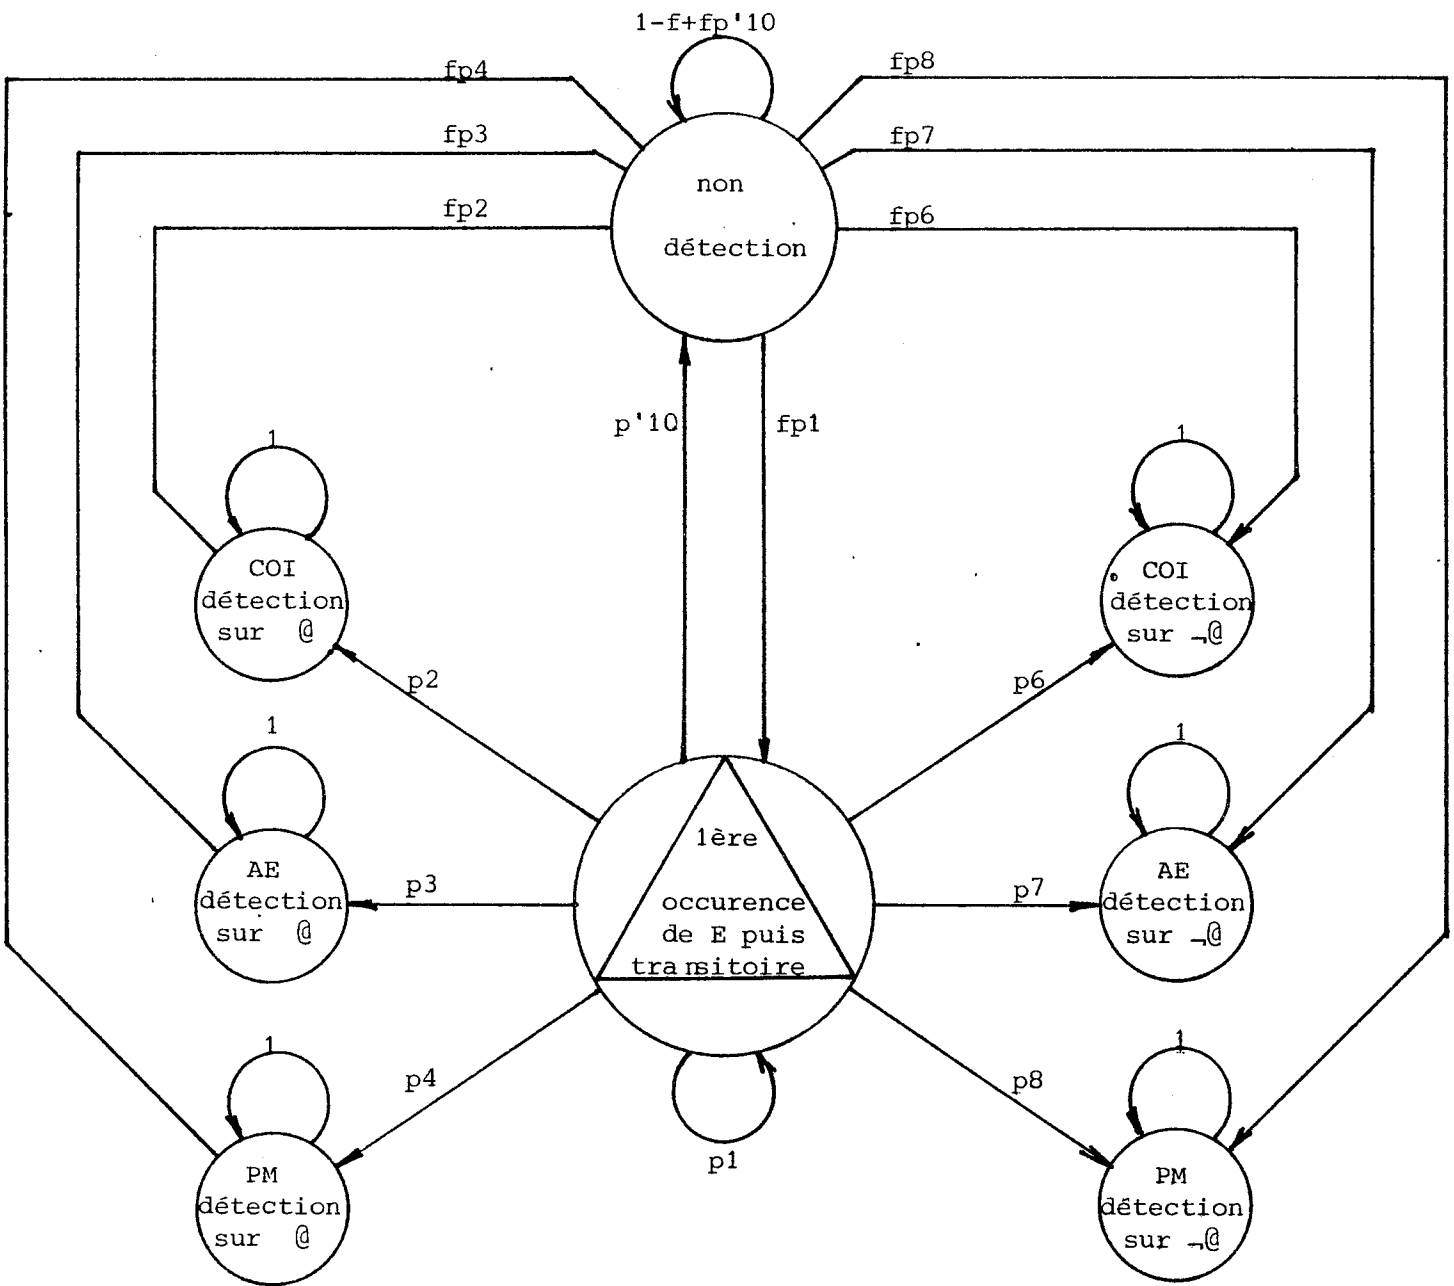 1-f+fp'10
fp4
fp8
fp3
fp7
fp2
fp6
non
détection
p'10
fp1
1
1
COI
détection
sur @
COI
détection
sur ¬@
p2
p6
1
1
1ère
occurence
de E puis
transitoire
AE
détection
sur @
p3
p7
AE
détection
sur ¬@
1
1
p4
p8
p1
PM
détection
sur @
PM
détection
sur ¬@